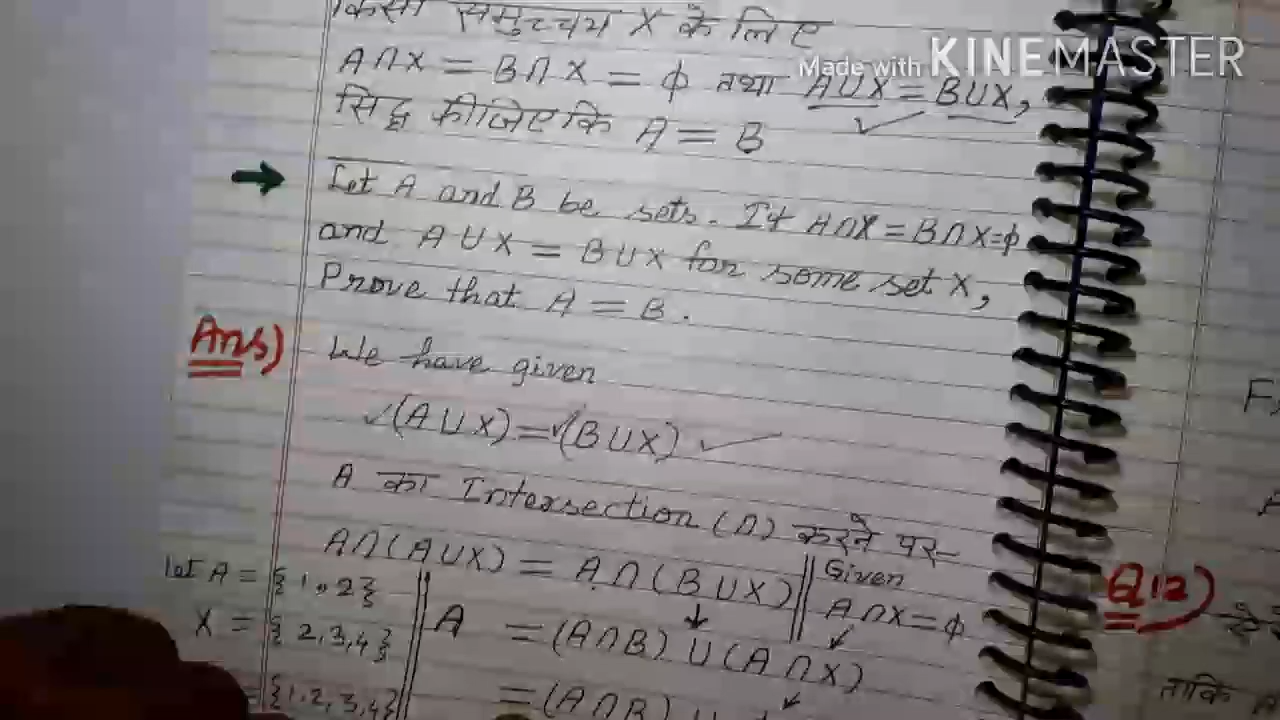 किसी समुच्चय X के लिए
A∩X = B∩X = ϕ तथा A∪X = B∪X,
सिद्ध कीजिए कि A = B
Made with KINEMASTER
Let A and B be sets. If A∩X = B∩X=ϕ
and A∪X = B∪X for some set X,
Prove that A = B.
Ans) We have given
(A∪X) = (B∪X)
A का Intersection (∩) करने पर-
A∩(A∪X) = A∩(B∪X)
Given
A∩X = ϕ
let A = {1,2}
X = {2,3,4}
= {1,2,3,4}
A = (A∩B) ∪ (A∩X)
= (A∩B) ∪
Q12)
ताकि A